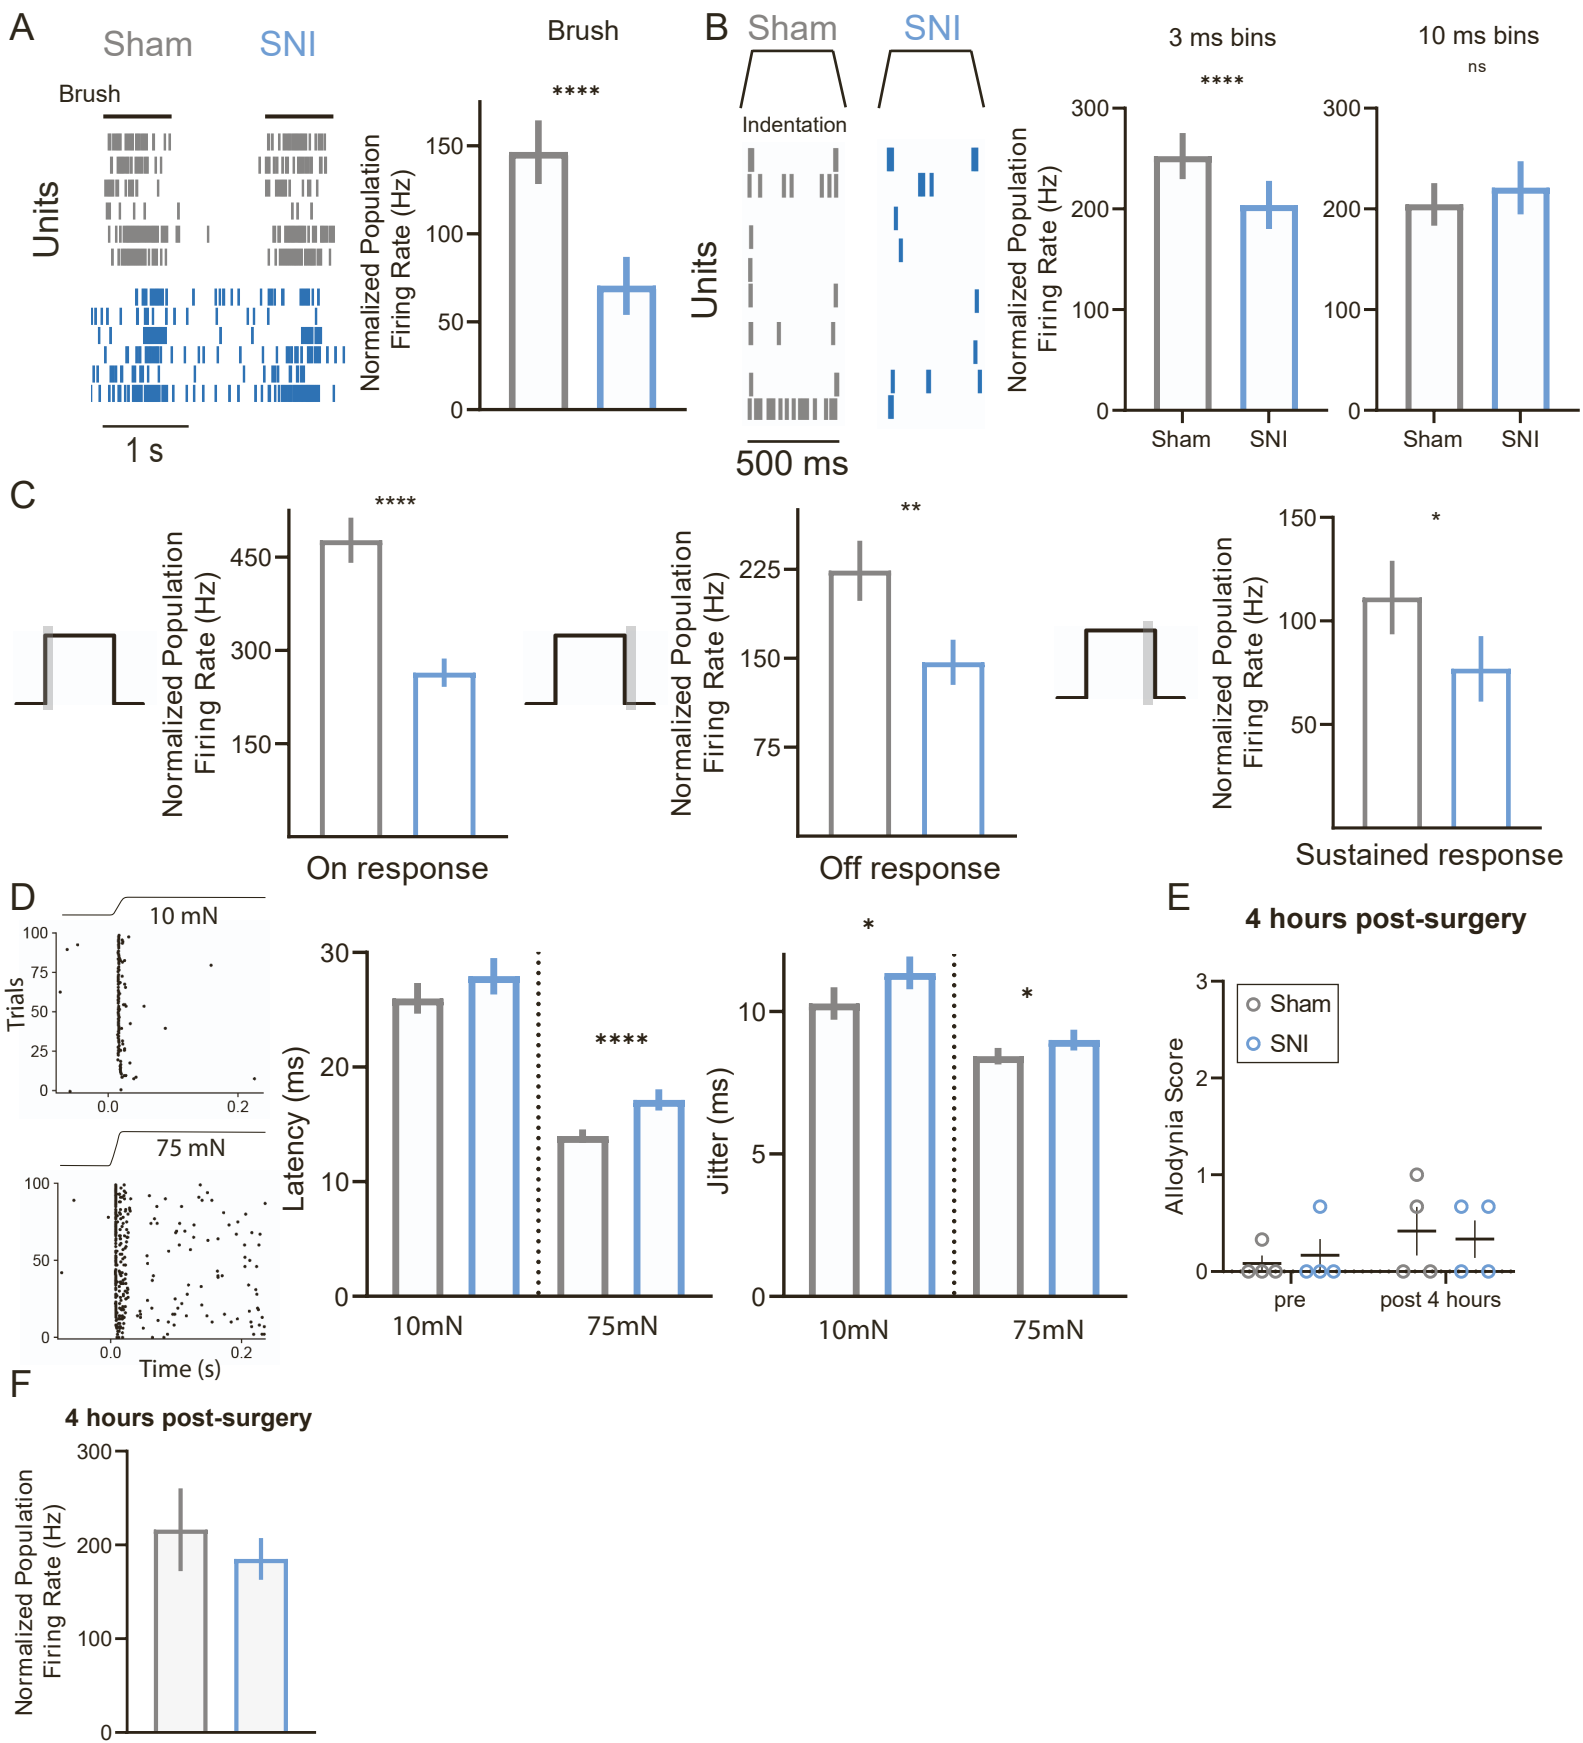 A
Sham
SNI
Brush
Units
1 s
Brush
****
Normalized Population
Firing Rate (Hz)
150
100
50
0
B
Sham
SNI
Indentation
Units
500 ms
3 ms bins
****
Normalized Population
Firing Rate (Hz)
300
200
100
0
Sham
SNI
10 ms bins
ns
300
200
100
0
Sham
SNI
C
Normalized Population
Firing Rate (Hz)
450
300
150
****
On response
Normalized Population
Firing Rate (Hz)
225
150
75
**
Off response
Normalized Population
Firing Rate (Hz)
150
100
50
*
Sustained response
D
10 mN
Trials
100
75
50
25
0
0.0
0.2
75 mN
100
50
0
0.0
0.2
Time (s)
Latency (ms)
30
20
10
0
****
10mN
75mN
Jitter (ms)
10
5
0
*
*
10mN
75mN
E
4 hours post-surgery
Allodynia Score
3
2
1
0
Sham
SNI
pre
post 4 hours
F
4 hours post-surgery
Normalized Population
Firing Rate (Hz)
300
200
100
0